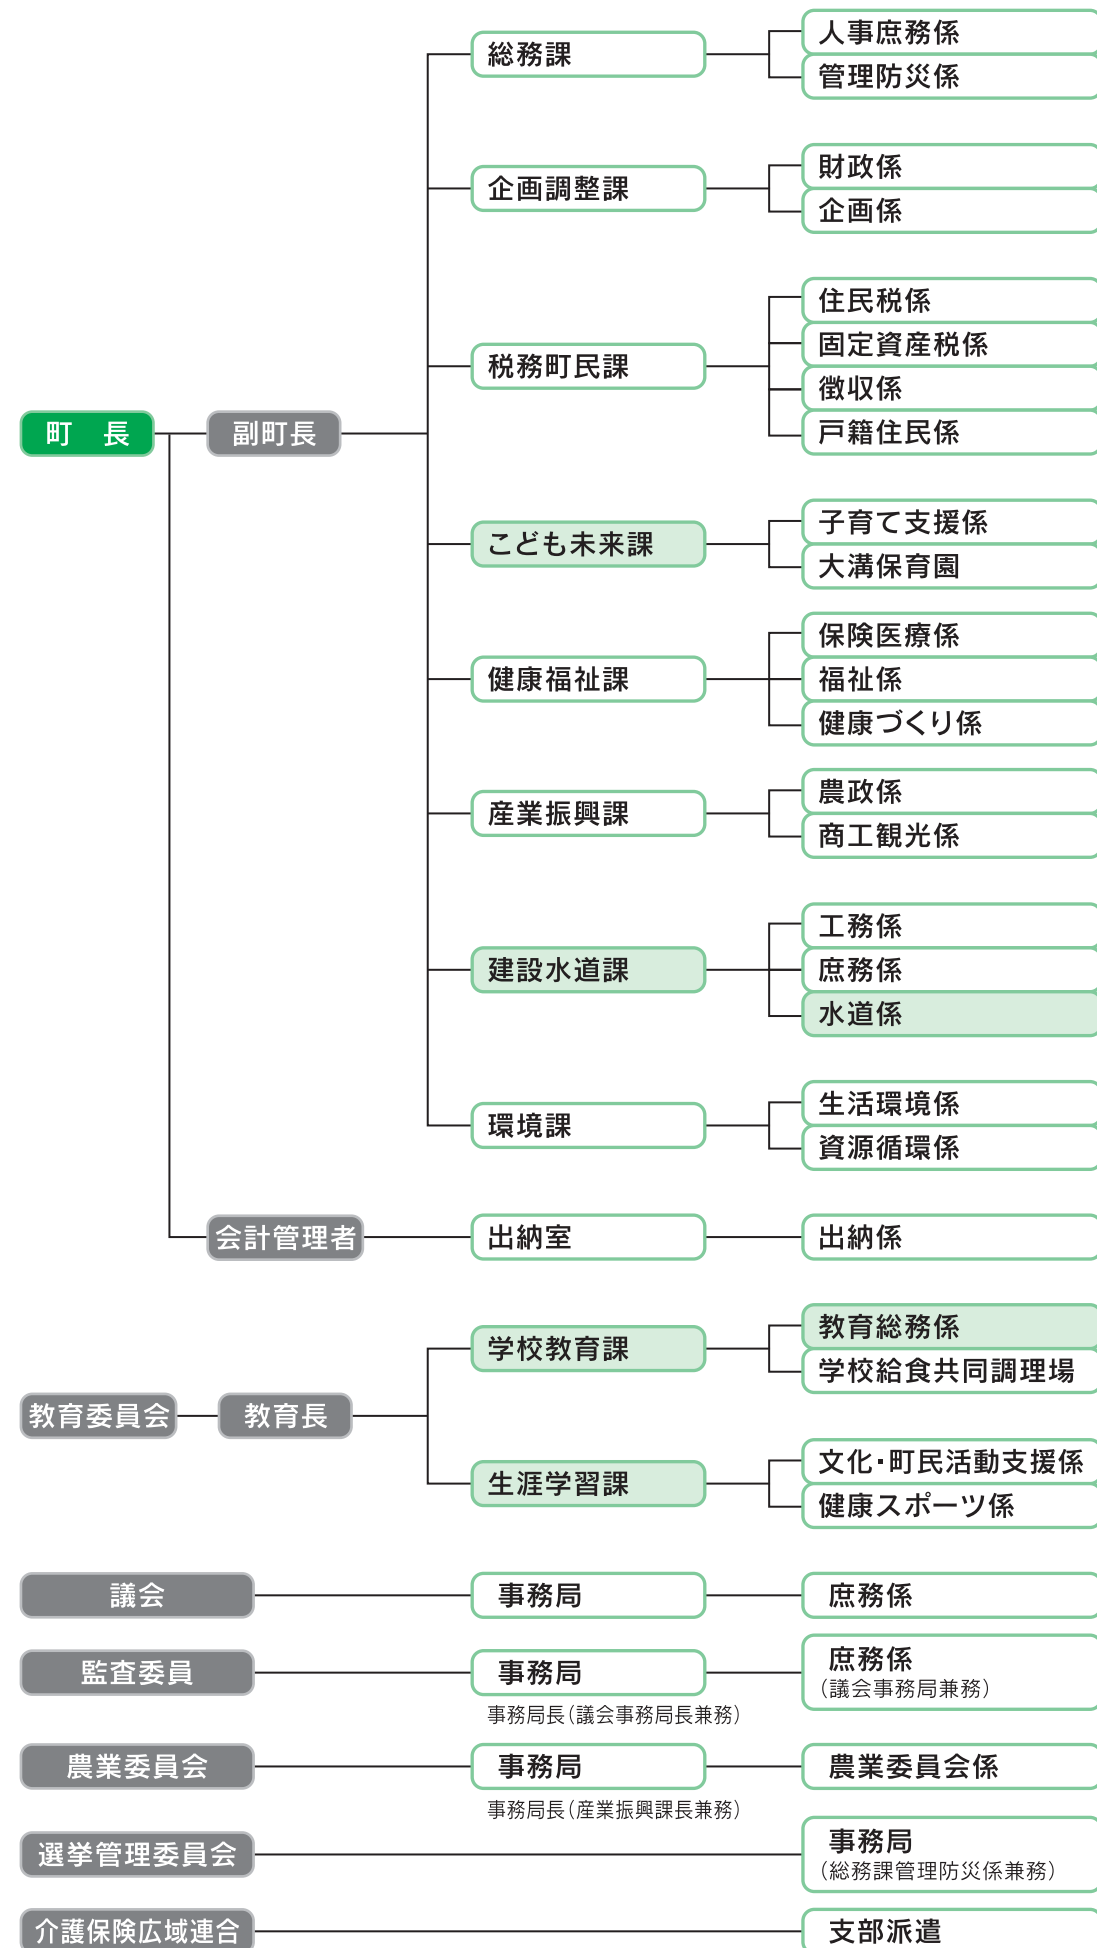 町　長
副町長
総務課
人事庶務係
管理防災係
企画調整課
財政係
企画係
税務町民課
住民税係
固定資産税係
徴収係
戸籍住民係
こども未来課
子育て支援係
大溝保育園
健康福祉課
保険医療係
福祉係
健康づくり係
産業振興課
農政係
商工観光係
建設水道課
工務係
庶務係
水道係
環境課
生活環境係
資源循環係
会計管理者
出納室
出納係
教育委員会
教育長
学校教育課
教育総務係
学校給食共同調理場
生涯学習課
文化・町民活動支援係
健康スポーツ係
議会
事務局
庶務係
監査委員
事務局
事務局長（議会事務局長兼務）
庶務係
（議会事務局兼務）
農業委員会
事務局
事務局長（産業振興課長兼務）
農業委員会係
選挙管理委員会
事務局
（総務課管理防災係兼務）
介護保険広域連合
支部派遣